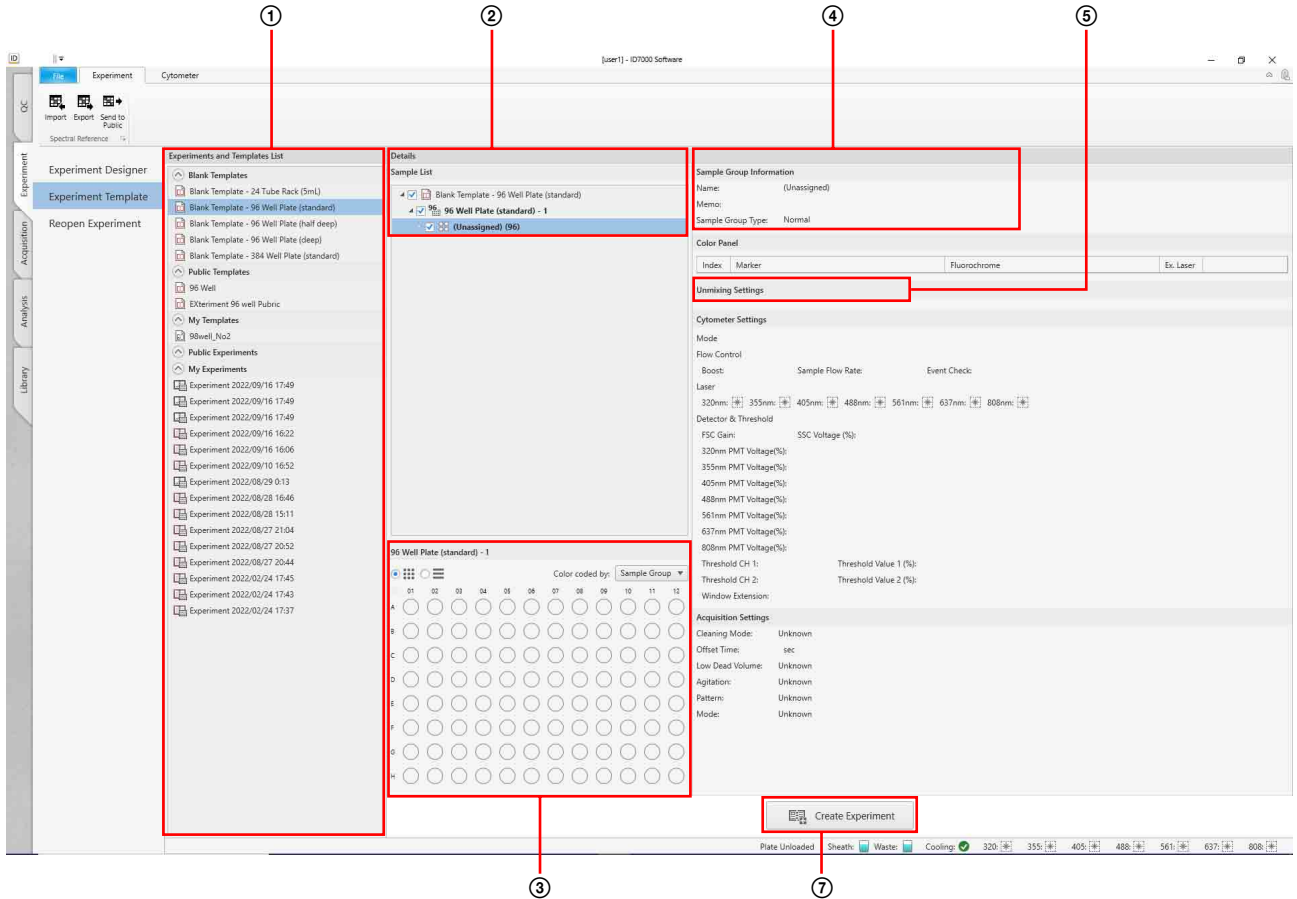 ① ② ④ ⑤
ID [user1] - ID7000 Software
File Experiment Cytometer
Import Export Send to Public
Spectral Reference
QC
Experiment
Acquisition
Analysis
Library
Experiment Designer
Experiment Template
Reopen Experiment
Experiments and Templates List
Blank Templates
Blank Template - 24 Tube Rack (5mL)
Blank Template - 96 Well Plate (standard)
Blank Template - 96 Well Plate (half deep)
Blank Template - 96 Well Plate (deep)
Blank Template - 384 Well Plate (standard)
Public Templates
96 Well
EXteriment 96 well Pubric
My Templates
98well_No2
Public Experiments
My Experiments
Experiment 2022/09/16 17:49
Experiment 2022/09/16 17:49
Experiment 2022/09/16 17:49
Experiment 2022/09/16 16:22
Experiment 2022/09/16 16:06
Experiment 2022/09/10 16:52
Experiment 2022/08/29 0:13
Experiment 2022/08/28 16:46
Experiment 2022/08/28 15:11
Experiment 2022/08/27 21:04
Experiment 2022/08/27 20:52
Experiment 2022/08/27 20:44
Experiment 2022/02/24 17:45
Experiment 2022/02/24 17:43
Experiment 2022/02/24 17:37
Details
Sample List
Blank Template - 96 Well Plate (standard)
96 96 Well Plate (standard) - 1
(Unassigned) (96)
96 Well Plate (standard) - 1
Color coded by: Sample Group
01 02 03 04 05 06 07 08 09 10 11 12
A
B
C
D
E
F
G
H
Sample Group Information
Name: (Unassigned)
Memo:
Sample Group Type: Normal
Color Panel
Index Marker Fluorochrome Ex. Laser
Unmixing Settings
Cytometer Settings
Mode
Flow Control
Boost: Sample Flow Rate: Event Check:
Laser
320nm: 355nm: 405nm: 488nm: 561nm: 637nm: 808nm:
Detector & Threshold
FSC Gain: SSC Voltage (%):
320nm PMT Voltage(%):
355nm PMT Voltage(%):
405nm PMT Voltage(%):
488nm PMT Voltage(%):
561nm PMT Voltage(%):
637nm PMT Voltage(%):
808nm PMT Voltage(%):
Threshold CH 1: Threshold Value 1 (%):
Threshold CH 2: Threshold Value 2 (%):
Window Extension:
Acquisition Settings
Cleaning Mode: Unknown
Offset Time: sec
Low Dead Volume: Unknown
Agitation: Unknown
Pattern: Unknown
Mode: Unknown
Create Experiment
Plate Unloaded Sheath: Waste: Cooling: 320: 355: 405: 488: 561: 637: 808:
③ ⑦